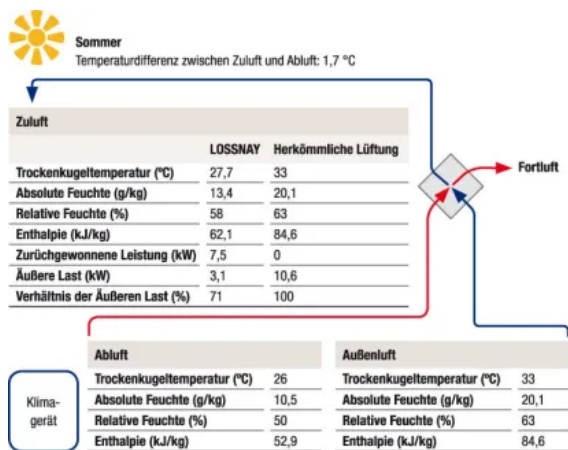 Sommer
Temperaturdifferenz zwischen Zuluft und Abluft: 1,7 °C
Zuluft
LOSSNAY Herkömmliche Lüftung
Trockenkugeltemperatur (°C) 27,7 33
Absolute Feuchte (g/kg) 13,4 20,1
Relative Feuchte (%) 58 63
Enthalpie (kJ/kg) 62,1 84,6
Zurückgewonnene Leistung (kW) 7,5 0
Äußere Last (kW) 3,1 10,6
Verhältnis der Äußeren Last (%) 71 100
Fortluft
Klima-
gerät
Abluft
Trockenkugeltemperatur (°C) 26
Absolute Feuchte (g/kg) 10,5
Relative Feuchte (%) 50
Enthalpie (kJ/kg) 52,9
Außenluft
Trockenkugeltemperatur (°C) 33
Absolute Feuchte (g/kg) 20,1
Relative Feuchte (%) 63
Enthalpie (kJ/kg) 84,6